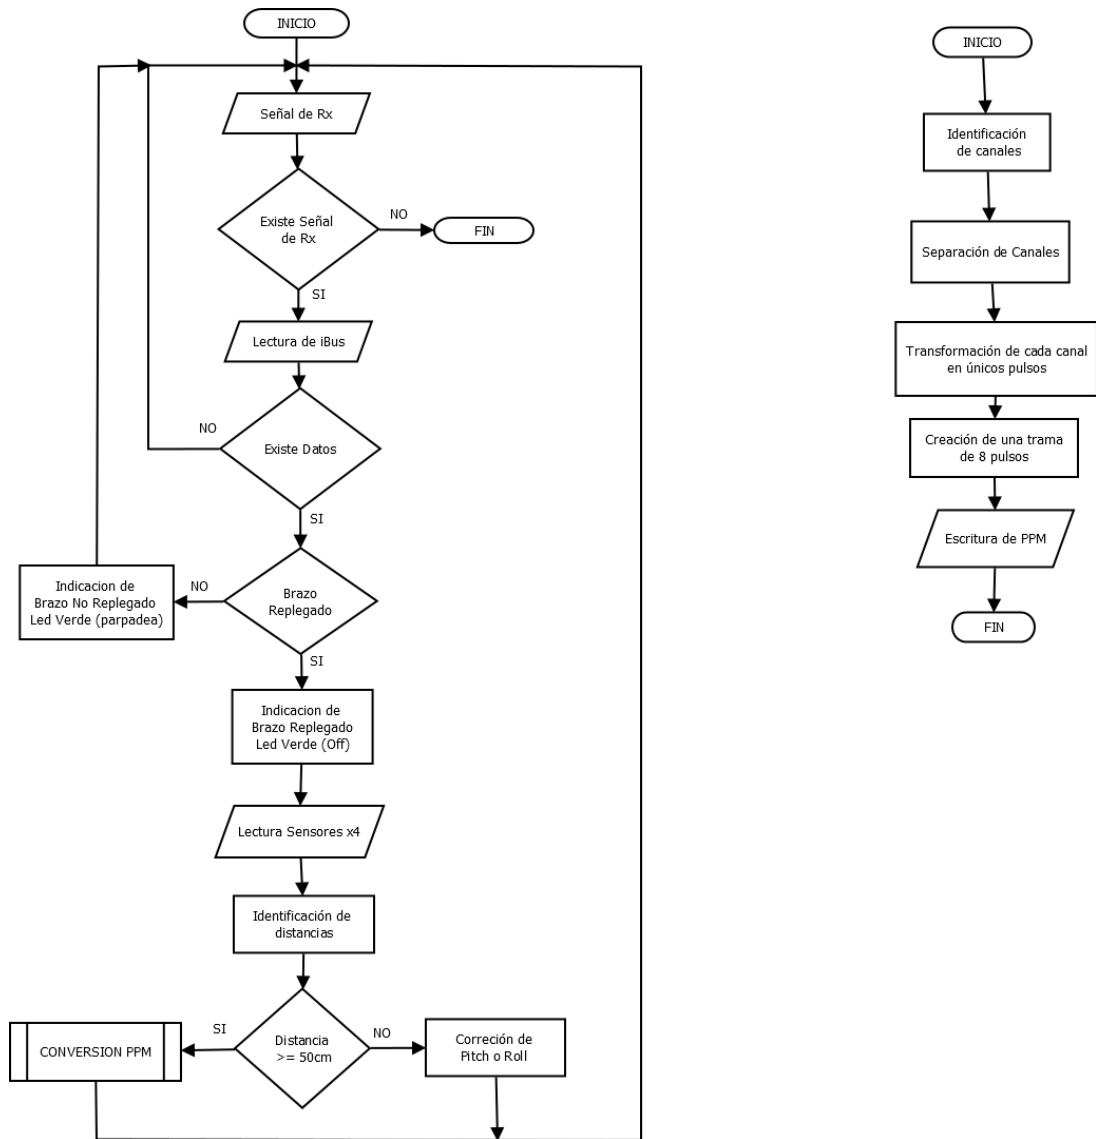 INICIO
Señal de Rx
Existe Señal
de Rx
NO
FIN
SI
Lectura de iBus
NO
Existe Datos
SI
Indicacion de
Brazo No Replegado
Led Verde (parpadea)
NO
Brazo
Replegado
SI
Indicacion de
Brazo Replegado
Led Verde (Off)
Lectura Sensores x4
Identificación de
distancias
CONVERSION PPM
SI
Distancia
>= 50cm
NO
Correción de
Pitch o Roll
INICIO
Identificación
de canales
Separación de Canales
Transformación de cada canal
en únicos pulsos
Creación de una trama
de 8 pulsos
Escritura de PPM
FIN